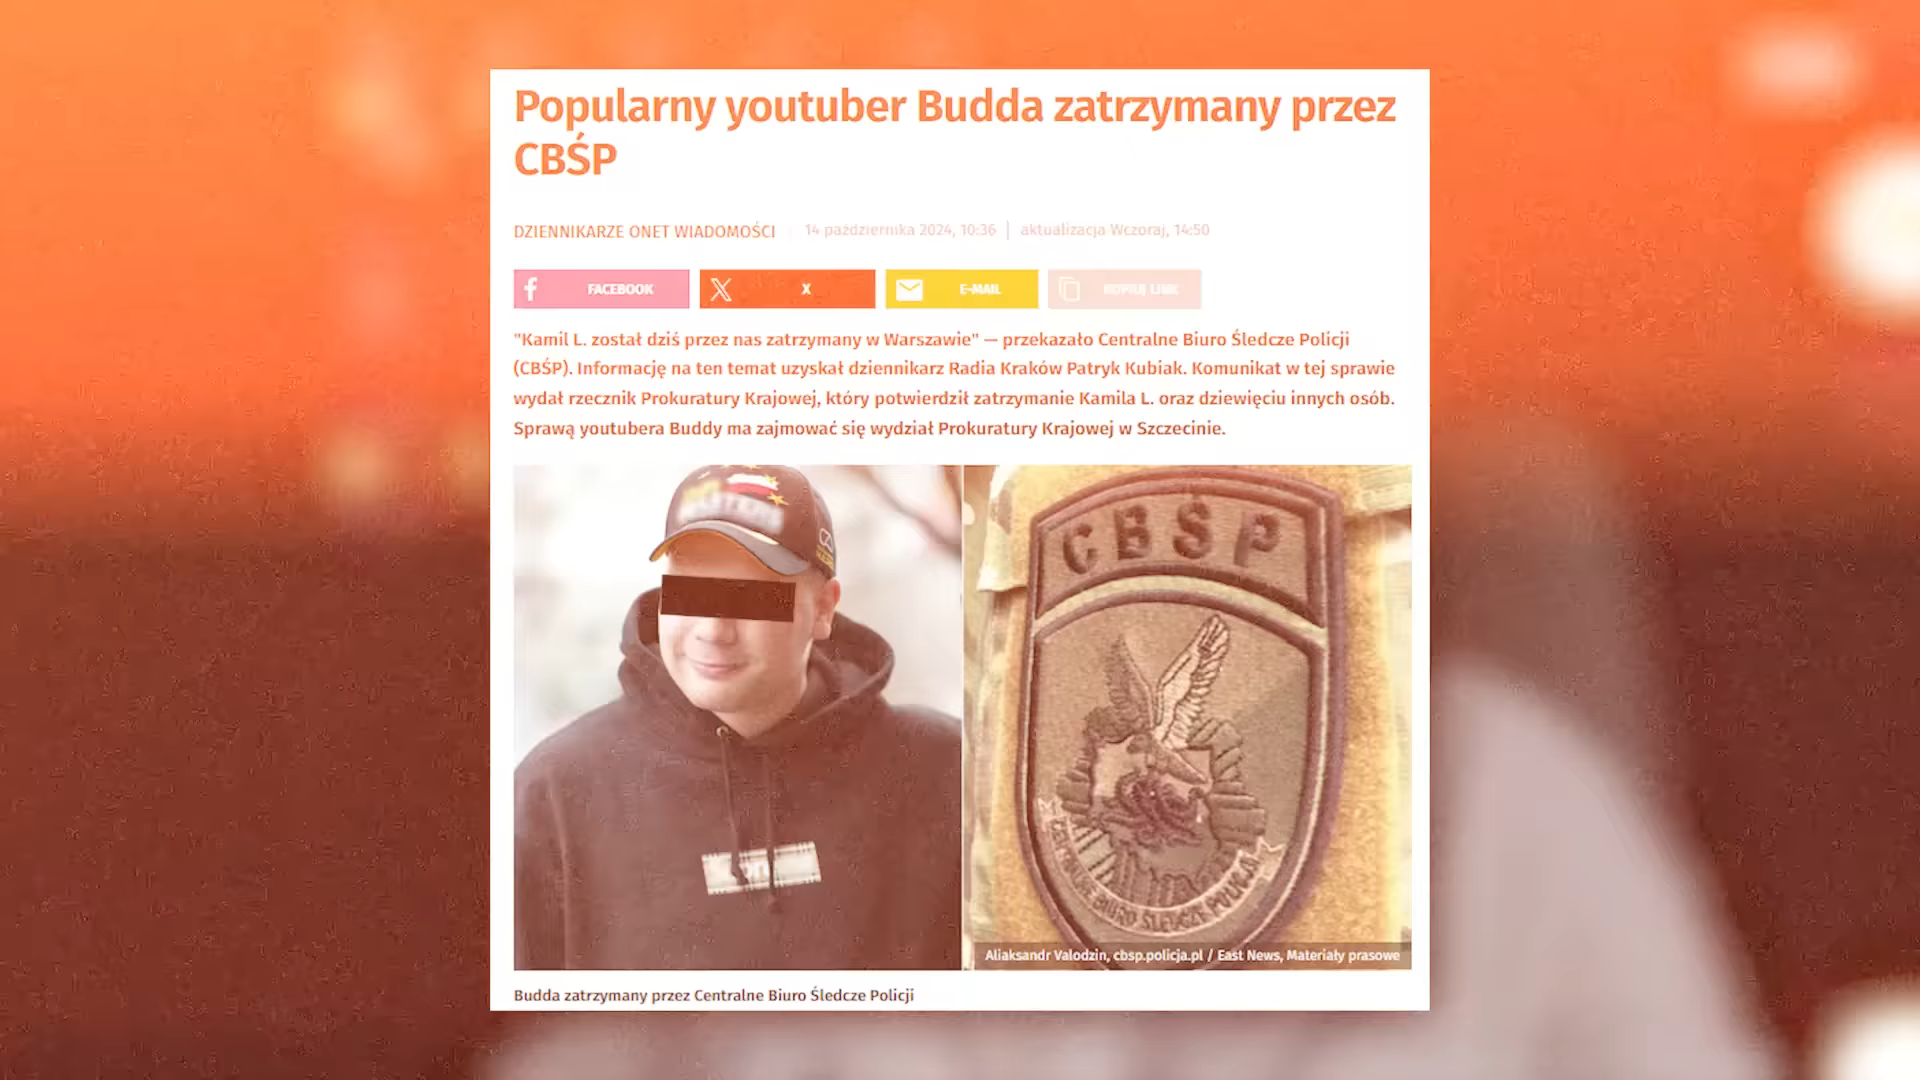 Popularny youtuber Budda zatrzymany przez
CBŚP
DZIENNIKARZE ONET WIADOMOŚCI
14 października 2024, 10:36 | aktualizacja Wczoraj, 14:50
FACEBOOK X E-MAIL KOPIUJ LINK
"Kamil L. został dziś przez nas zatrzymany w Warszawie" — przekazało Centralne Biuro Śledcze Policji
(CBŚP). Informację na ten temat uzyskał dziennikarz Radia Kraków Patryk Kubiak. Komunikat w tej sprawie
wydał rzecznik Prokuratury Krajowej, który potwierdził zatrzymanie Kamila L. oraz dziewięciu innych osób.
Sprawą youtubera Buddy ma zajmować się wydział Prokuratury Krajowej w Szczecinie.
CBŚP
CENTRALNE BIURO ŚLEDCZE POLICJI
Aliaksandr Valodzin, cbsp.policja.pl / East News, Materiały prasowe
Budda zatrzymany przez Centralne Biuro Śledcze Policji